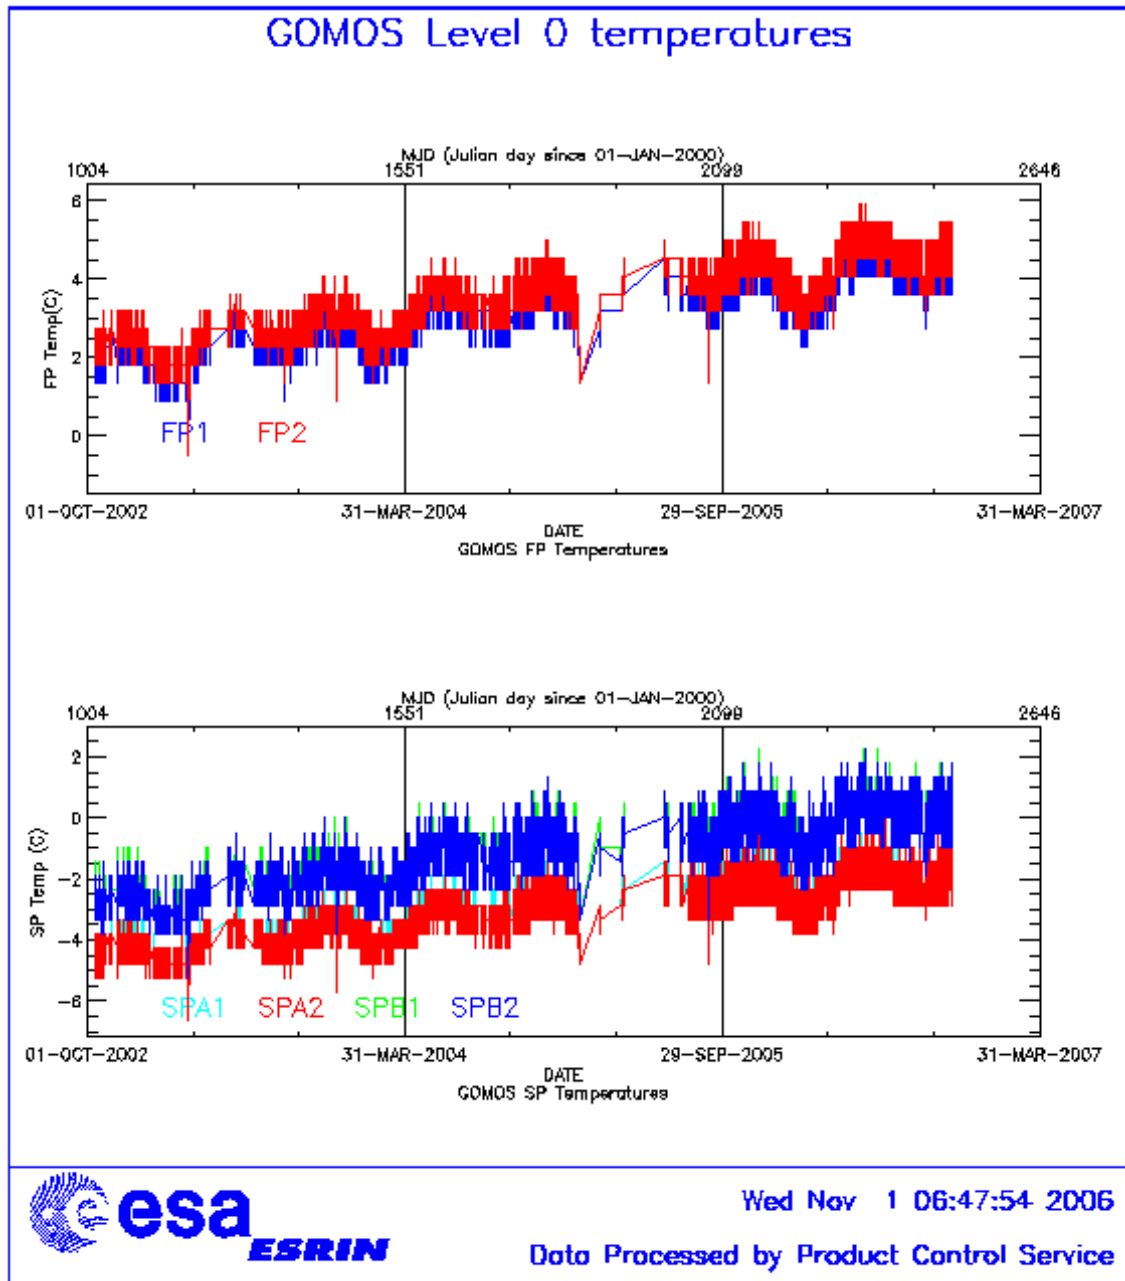 GOMOS Level 0 temperatures
MJD (Julian day since 01-JAN-2000)
1004 1551 2099 2646
6
4
2
0
FP Temp(C)
FP1 FP2
01-OCT-2002 31-MAR-2004 29-SEP-2005 31-MAR-2007
DATE
GOMOS FP Temperatures
MJD (Julian day since 01-JAN-2000)
1004 1551 2099 2646
2
0
-2
-4
-6
SP Temp (C)
SPA1 SPA2 SPB1 SPB2
01-OCT-2002 31-MAR-2004 29-SEP-2005 31-MAR-2007
DATE
GOMOS SP Temperatures
esa
ESRIN
Wed Nov 1 06:47:54 2006
Data Processed by Product Control Service